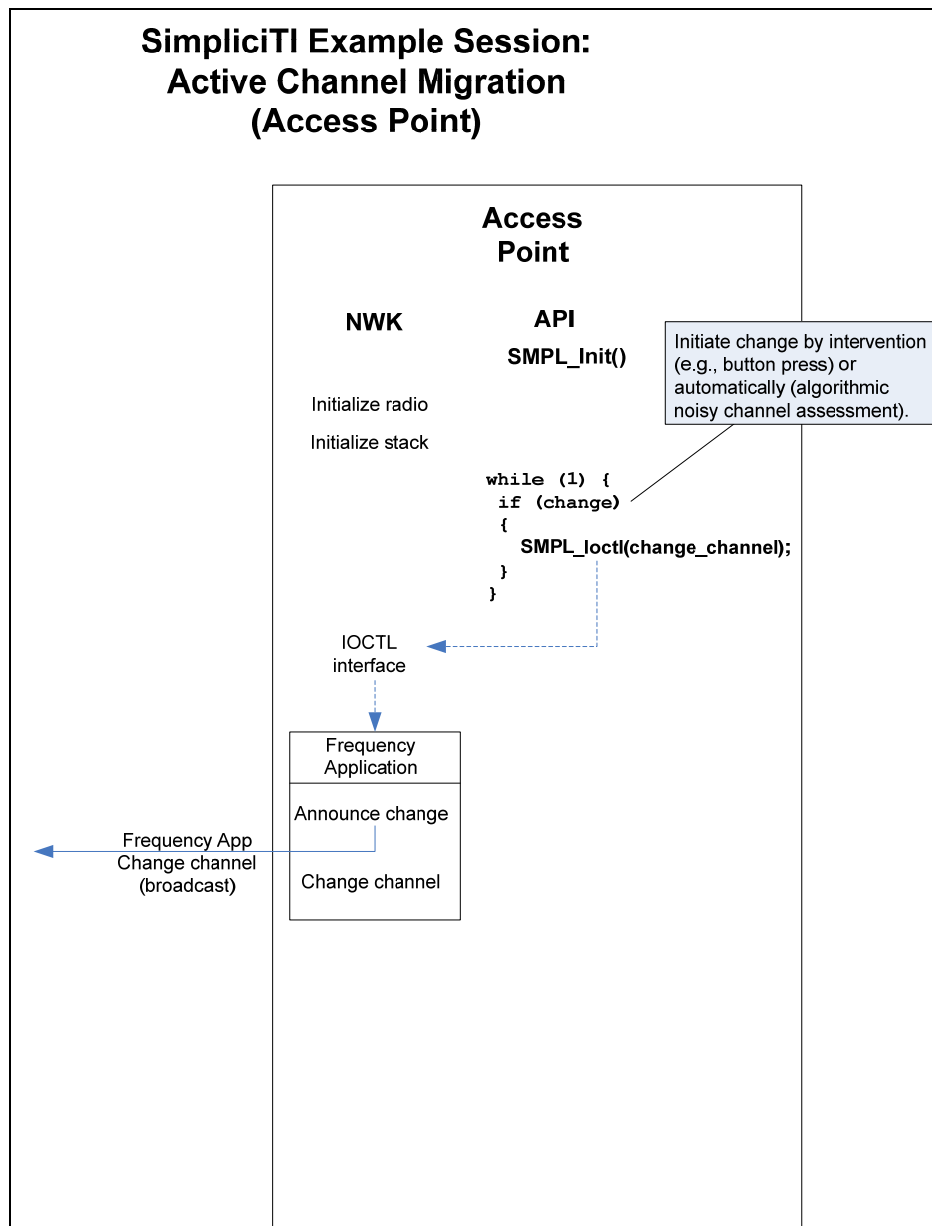 SimpliciTI Example Session:
Active Channel Migration
(Access Point)
Access
Point
NWK
API
SMPL_Init()
Initiate change by intervention
(e.g., button press) or
automatically (algorithmic
noisy channel assessment).
Initialize radio
Initialize stack
while (1) {
if (change)
{
SMPL_Ioctl(change_channel);
}
}
IOCTL
interface
Frequency
Application
Announce change
Frequency App
Change channel
(broadcast)
Change channel